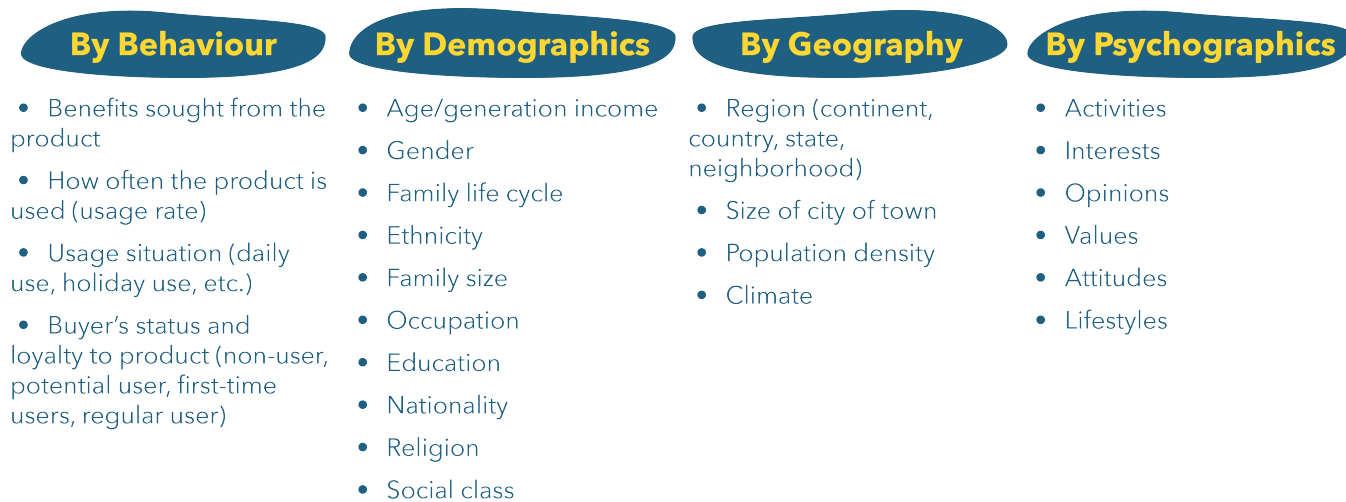 By Behaviour
• Benefits sought from the
product
• How often the product is
used (usage rate)
• Usage situation (daily
use, holiday use, etc.)
• Buyer’s status and
loyalty to product (non-user,
potential user, first-time
users, regular user)
By Demographics
• Age/generation income
• Gender
• Family life cycle
• Ethnicity
• Family size
• Occupation
• Education
• Nationality
• Religion
• Social class
By Geography
• Region (continent,
country, state,
neighborhood)
• Size of city of town
• Population density
• Climate
By Psychographics
• Activities
• Interests
• Opinions
• Values
• Attitudes
• Lifestyles